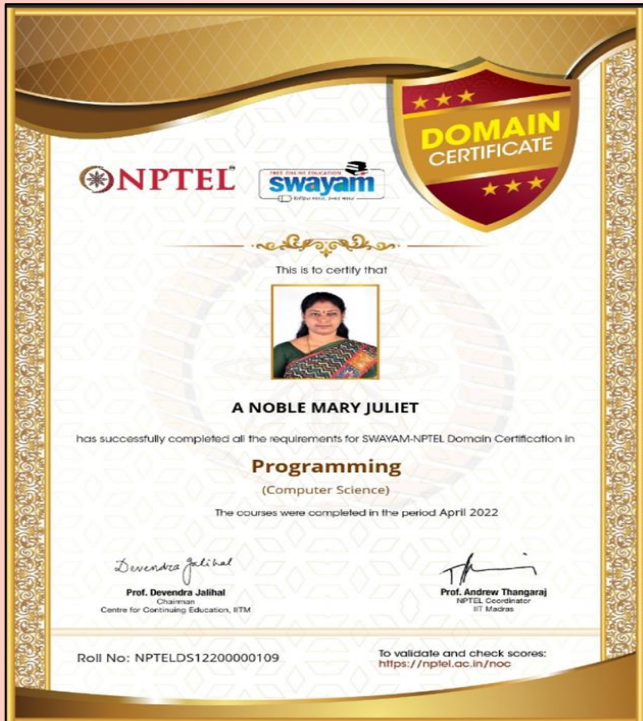 DOMAIN
CERTIFICATE
NPTEL
FREE ONLINE EDUCATION
swayam
This is to certify that
A NOBLE MARY JULIET
has successfully completed all the requirements for SWAYAM-NPTEL Domain Certification in
Programming
(Computer Science)
The courses were completed in the period April 2022
Devendra Jalihal
Prof. Devendra Jalihal
Chairman
Centre for Continuing Education, IITM
Prof. Andrew Thangaraj
NPTEL Coordinator
IIT Madras
Roll No: NPTELDS12200000109
To validate and check scores:
https://nptel.ac.in/noc